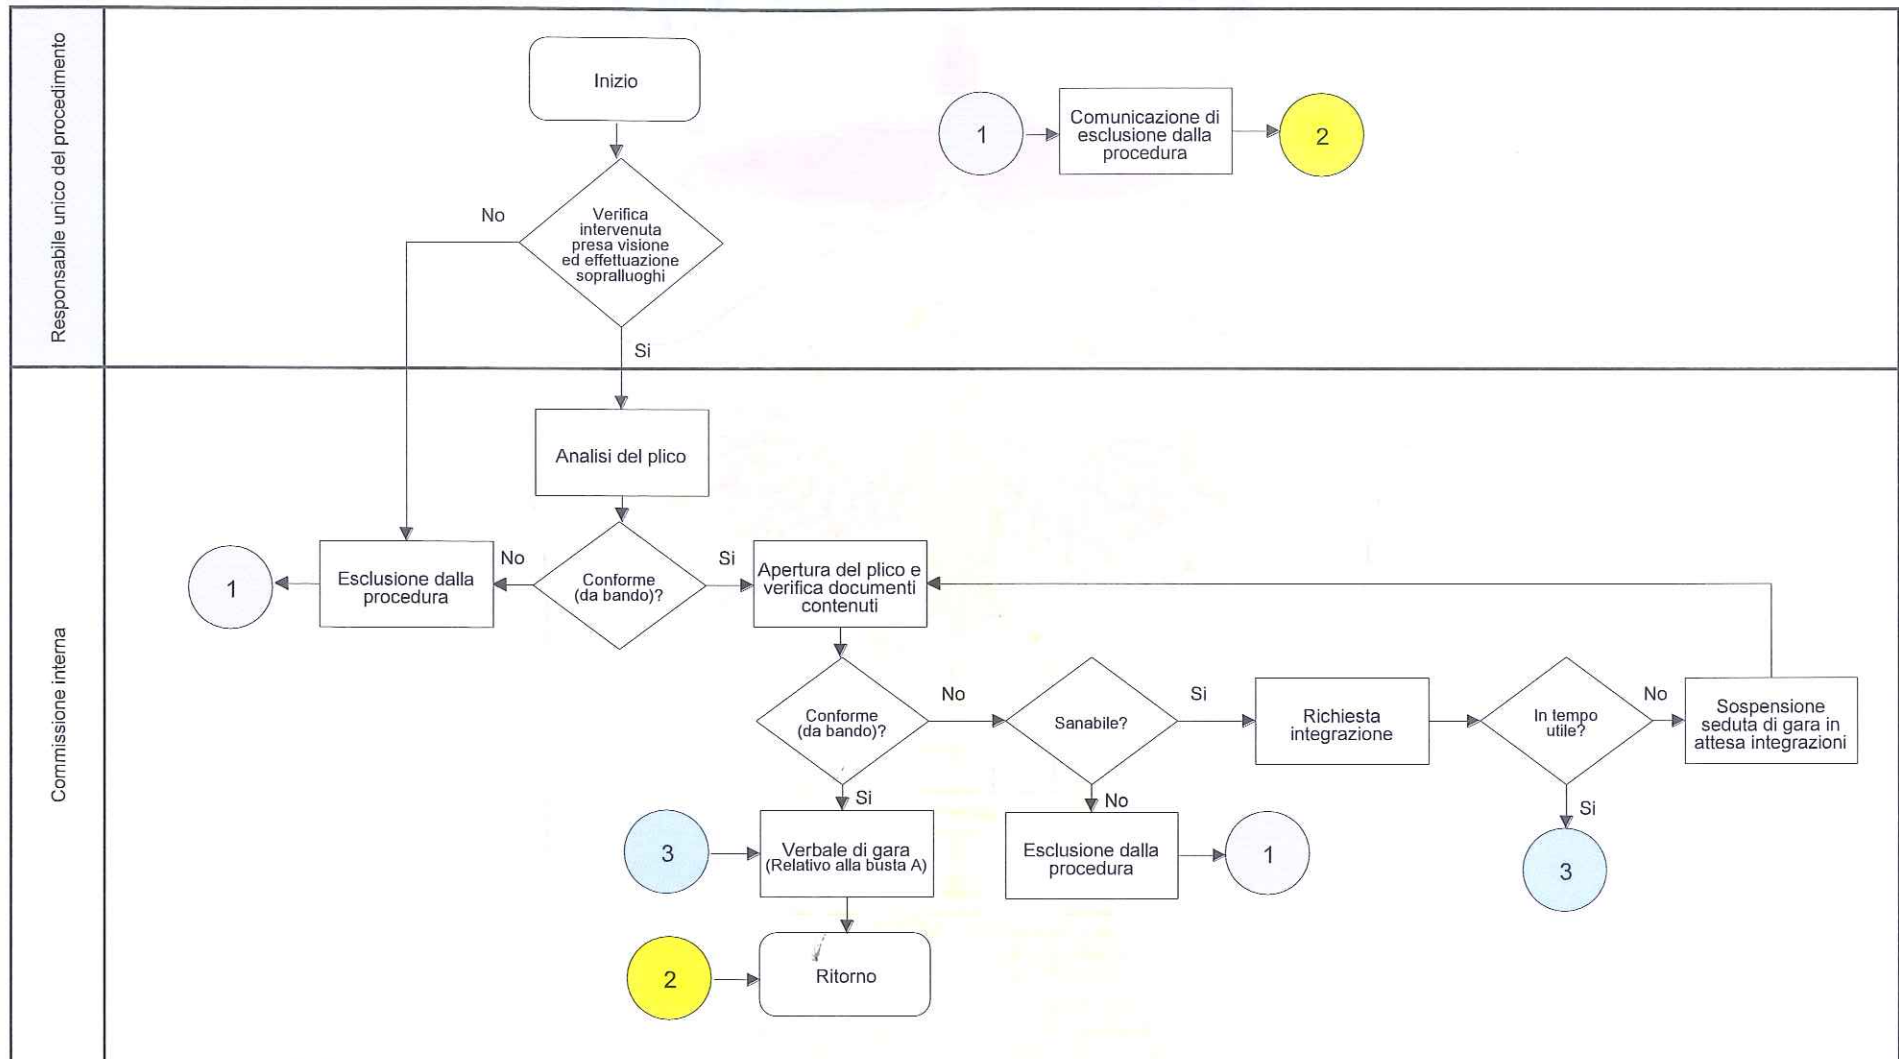 Responsabile unico del procedimento
Inizio
1
Comunicazione di
esclusione dalla
procedura
2
No
Verifica
intervenuta
presa visione
ed effettuazione
sopralluoghi
Si
Commissione interna
Analisi del plico
1
Esclusione dalla
procedura
No
Conforme
(da bando)?
Si
Apertura del plico e
verifica documenti
contenuti
Conforme
(da bando)?
No
Sanabile?
Si
Richiesta
integrazione
In tempo
utile?
No
Sospensione
seduta di gara in
attesa integrazioni
Si
No
Si
3
Verbale di gara
(Relativo alla busta A)
Esclusione dalla
procedura
1
3
2
Ritorno